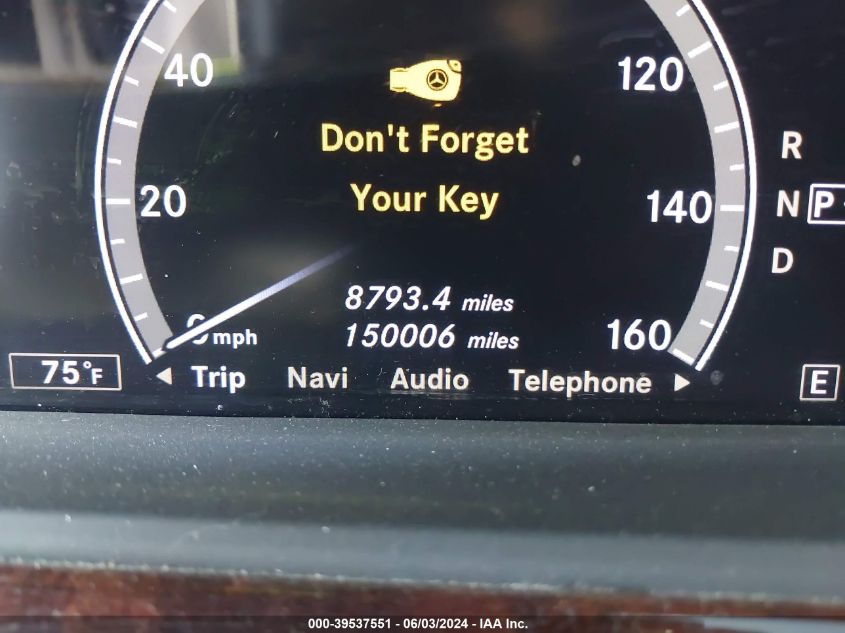 40
120
Don't Forget
R
Your Key
20
140
N P
D
8793.4 miles
0 mph
150006 miles
160
75°F
Trip Navi Audio Telephone
E
000-39537551 - 06/03/2024 - IAA Inc.